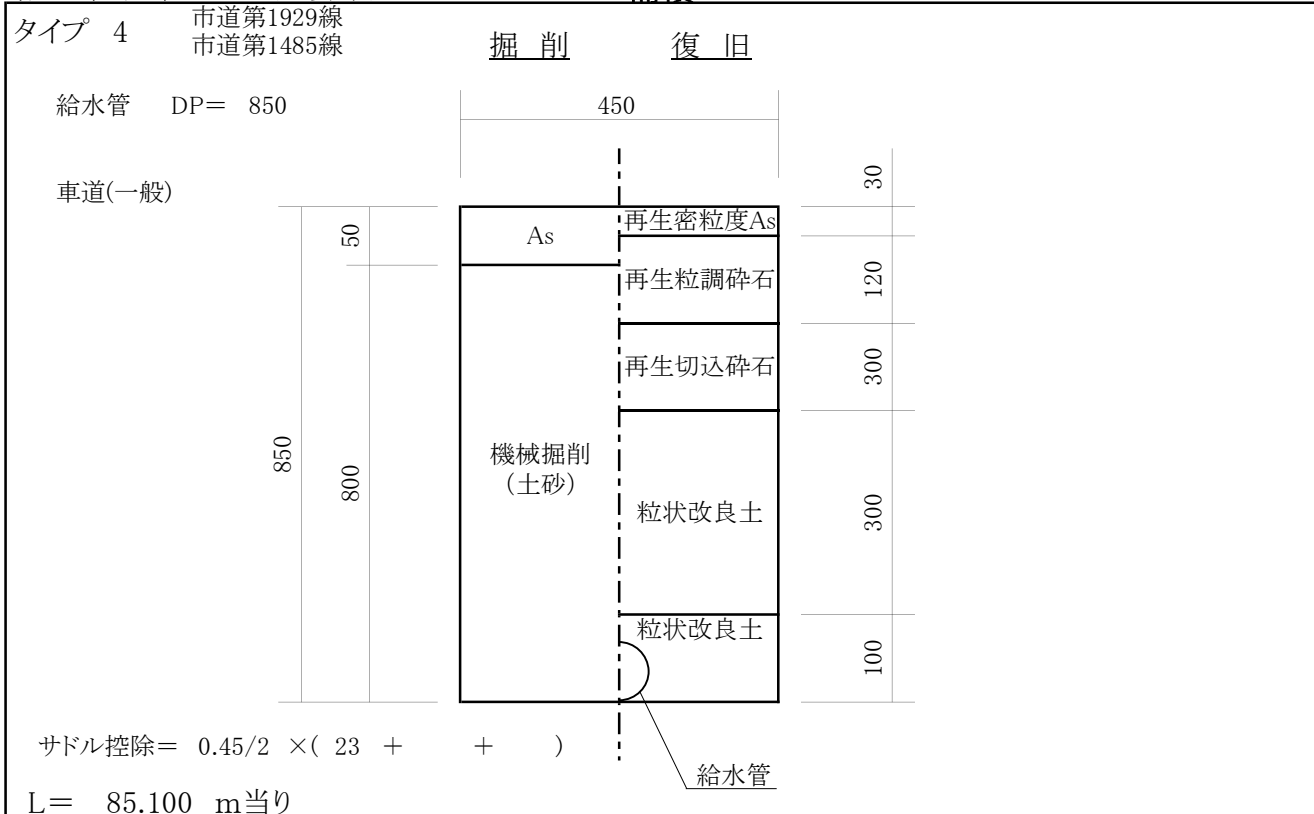 タイプ 4
市道第1929線
市道第1485線
掘 削 復 旧
給水管 DP= 850
450
車道(一般)
30
50
As
再生密粒度As
再生粒調砕石
120
再生切込砕石
300
850
800
機械掘削
（土砂）
粒状改良土
300
粒状改良土
100
サドル控除= 0.45/2 ×( 23 + + )
給水管
L= 85.100 m当り